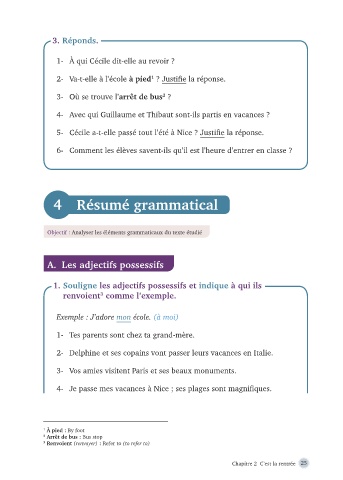 3. Réponds.
1- À qui Cécile dit-elle au revoir ?
2- Va-t-elle à l'école à pied¹ ? Justifie la réponse.
3- Où se trouve l'arrêt de bus² ?
4- Avec qui Guillaume et Thibaut sont-ils partis en vacances ?
5- Cécile a-t-elle passé tout l'été à Nice ? Justifie la réponse.
6- Comment les élèves savent-ils qu'il est l'heure d'entrer en classe ?
4 Résumé grammatical
Objectif : Analyser les éléments grammaticaux du texte étudié
A. Les adjectifs possessifs
1. Souligne les adjectifs possessifs et indique à qui ils
renvoient³ comme l'exemple.
Exemple : J'adore mon école. (à moi)
1- Tes parents sont chez ta grand-mère.
2- Delphine et ses copains vont passer leurs vacances en Italie.
3- Vos amies visitent Paris et ses beaux monuments.
4- Je passe mes vacances à Nice ; ses plages sont magnifiques.
¹ À pied : By foot
² Arrêt de bus : Bus stop
³ Renvoient (renvoyer) : Refer to (to refer to)
Chapitre 2 C'est la rentrée 25